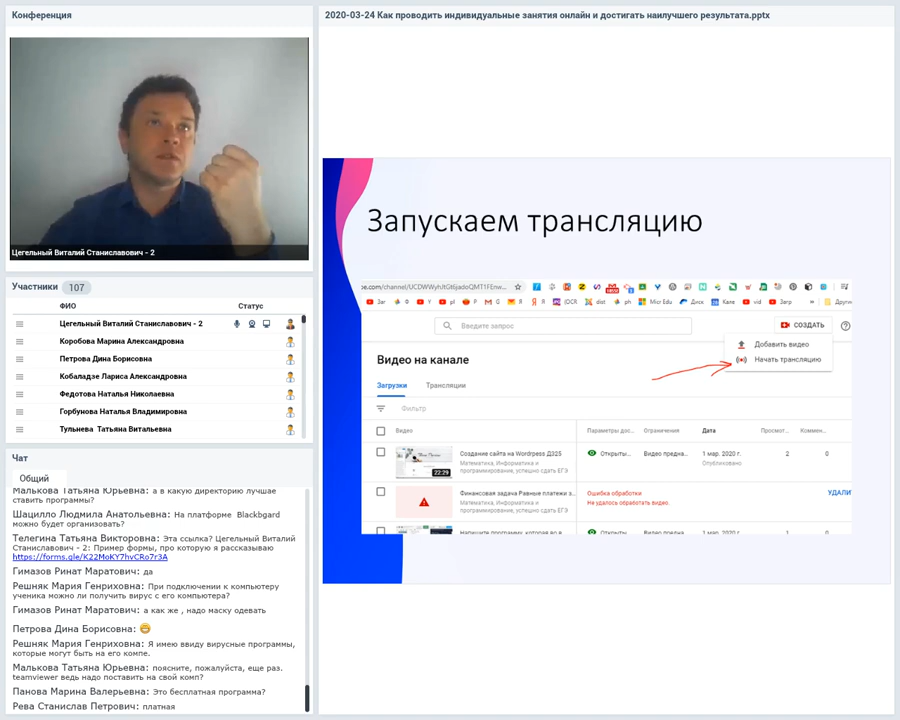 Конференция
Цегельный Виталий Станиславович - 2
Участники 107
ФИО Статус
Цегельный Виталий Станиславович - 2
Коробова Марина Александровна
Петрова Дина Борисовна
Кобаладзе Лариса Александровна
Федотова Наталья Николаевна
Горбунова Наталья Владимировна
Тульнева Татьяна Витальевна
Чат
Общий
Малькова Татьяна Юрьевна: а в какую директорию лучшее
ставить программы?
Шацилло Людмила Анатольевна: На платформе Blackbgard
можно будет организовать?
Телегина Татьяна Викторовна: Эта ссылка? Цегельный Виталий
Станиславович - 2: Пример формы, про которую я рассказываю
https://forms.gle/K22MoKY7hvCRo7r3A
Гимазов Ринат Маратович: да
Решняк Мария Генриховна: При подключении к компьютеру
ученика можно ли получить вирус с его компьютера?
Гимазов Ринат Маратович: а как же , надо маску одевать
Петрова Дина Борисовна:
Решняк Мария Генриховна: Я имею ввиду вирусные программы,
которые могут быть на его компе.
Малькова Татьяна Юрьевна: поясните, пожалуйста, еще раз.
teamviewer ведь надо поставить на свой комп?
Панова Марина Валерьевна: Это бесплатная программа?
Рева Станислав Петрович: платная
2020-03-24 Как проводить индивидуальные занятия онлайн и достигать наилучшего результата.pptx
Запускаем трансляцию
Введите запрос
СОЗДАТЬ
Добавить видео
Начать трансляцию
Видео на канале
Загрузки Трансляции
Фильтр
Видео Параметры дос... Ограничения Дата Просмот... Коммен...
Создание сайта на Wordpress Д325 Открыты... Видео предна... 1 мар. 2020 г. 2 0
Математика, Информатика и Опубликовано
программирование, успешно сдать ЕГЭ
22:29
Финансовая задача Равные платежи з... Ошибка обработки УДАЛИ
Математика, Информатика и Не удалось обработать видео.
программирование, успешно сдать ЕГЭ